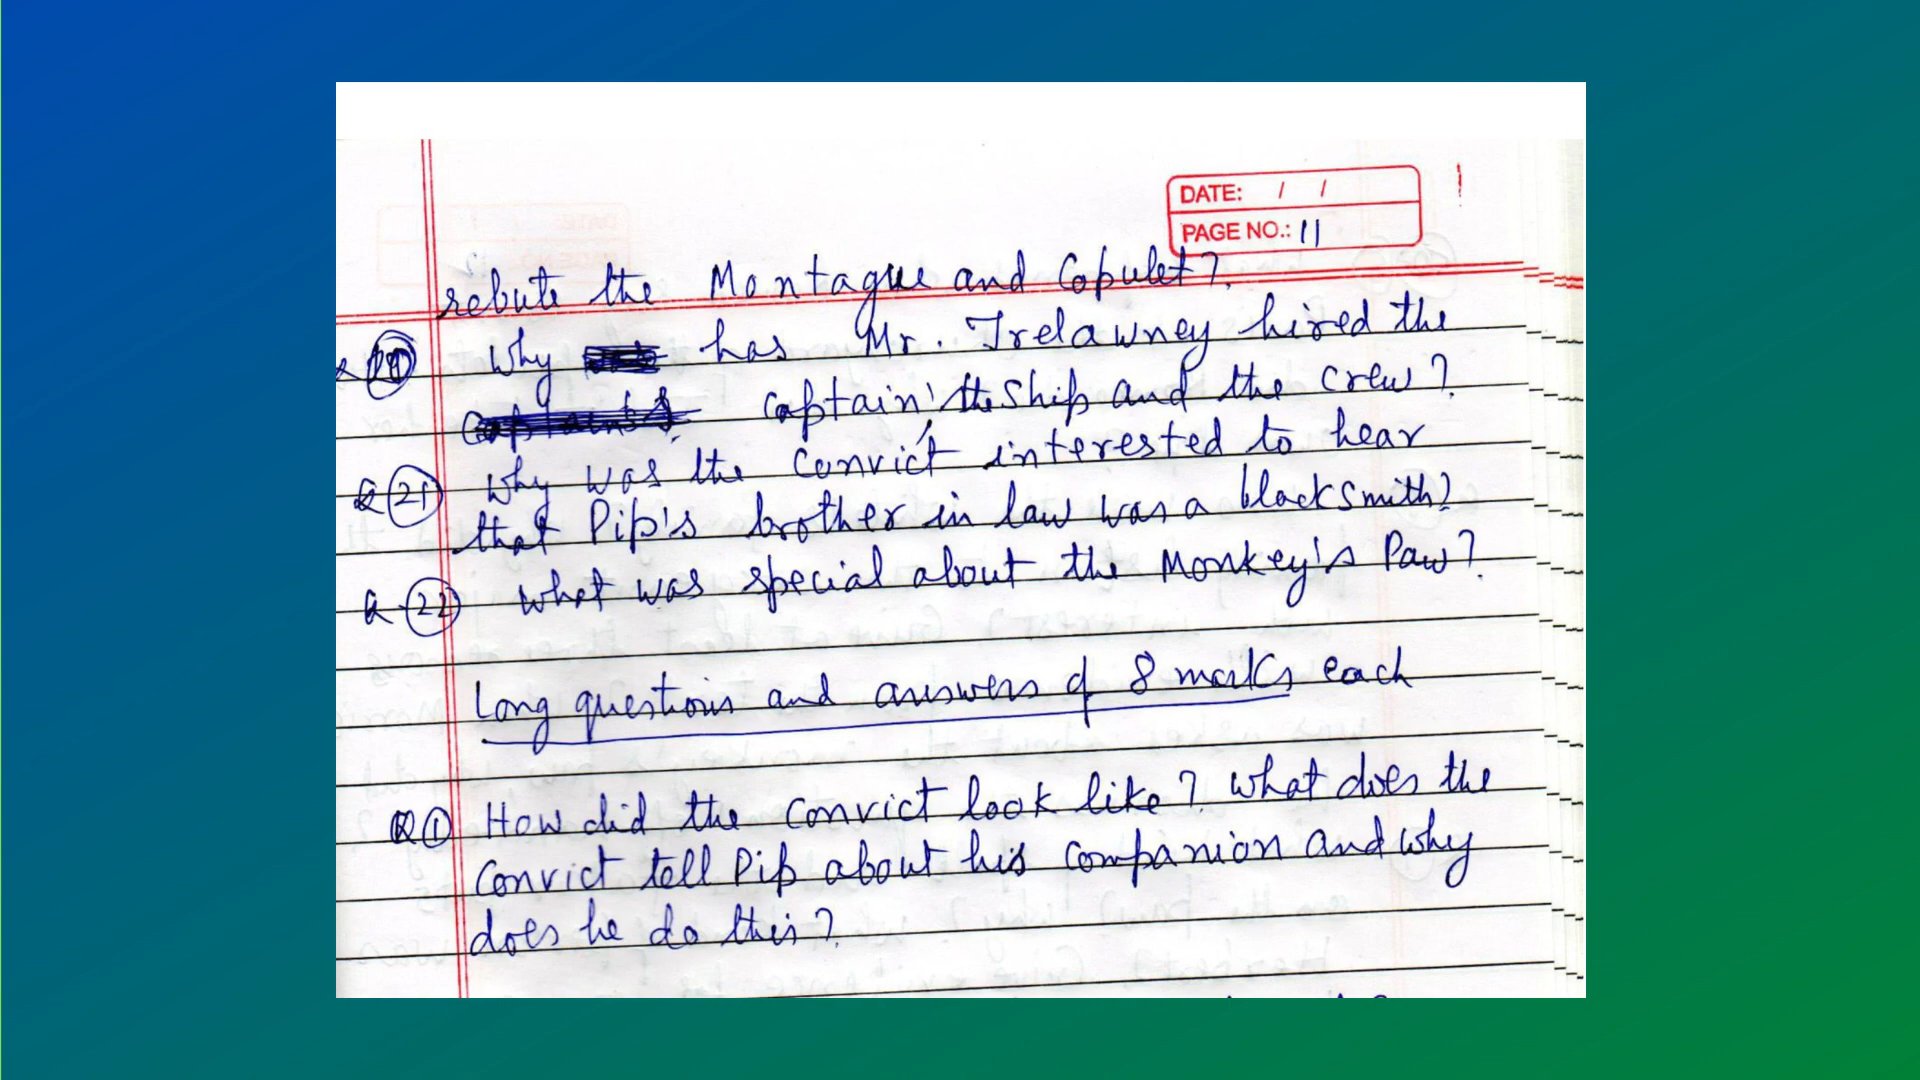 DATE: / /
PAGE NO.: 11
rebute the Montague and Capulet?
Why has Mr. Trelawney hired the
captain, the ship and the crew?
Q 21 Why was the convict interested to hear
that Pip's brother in law was a blacksmith?
Q 22 What was special about the Monkey's Paw?
Long questions and answers of 8 marks each
Q 1 How did the convict look like? What does the
convict tell Pip about his companion and why
does he do this?